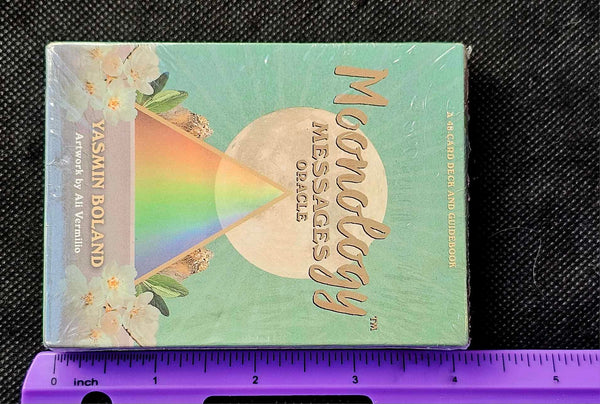 A 48 CARD DECK AND GUIDEBOOK
Moonology™
MESSAGES
ORACLE
YASMIN BOLAND
Artwork by Ali Vermilio
0 inch 1 2 3 4 5